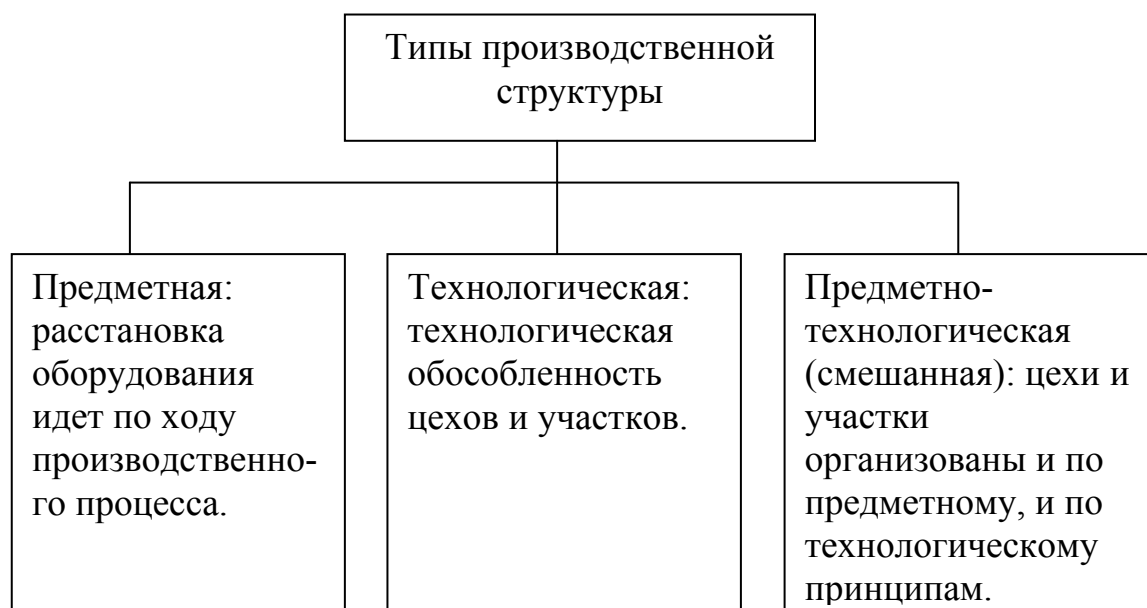 Типы производственной
структуры
Предметная:
расстановка
оборудования
идет по ходу
производственно-
го процесса.
Технологическая:
технологическая
обособленность
цехов и участков.
Предметно-
технологическая
(смешанная): цехи и
участки
организованы и по
предметному, и по
технологическому
принципам.